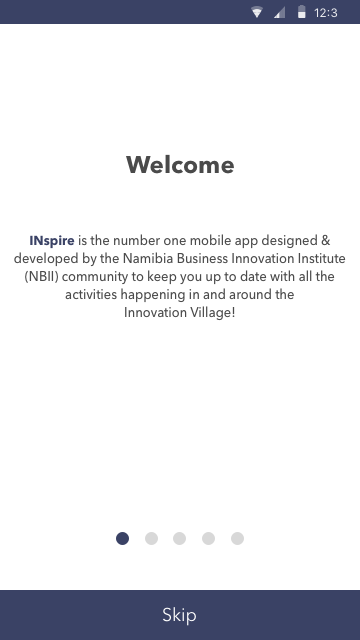 12:3
Welcome
INspire is the number one mobile app designed &
developed by the Namibia Business Innovation Institute
(NBII) community to keep you up to date with all the
activities happening in and around the
Innovation Village!
Skip